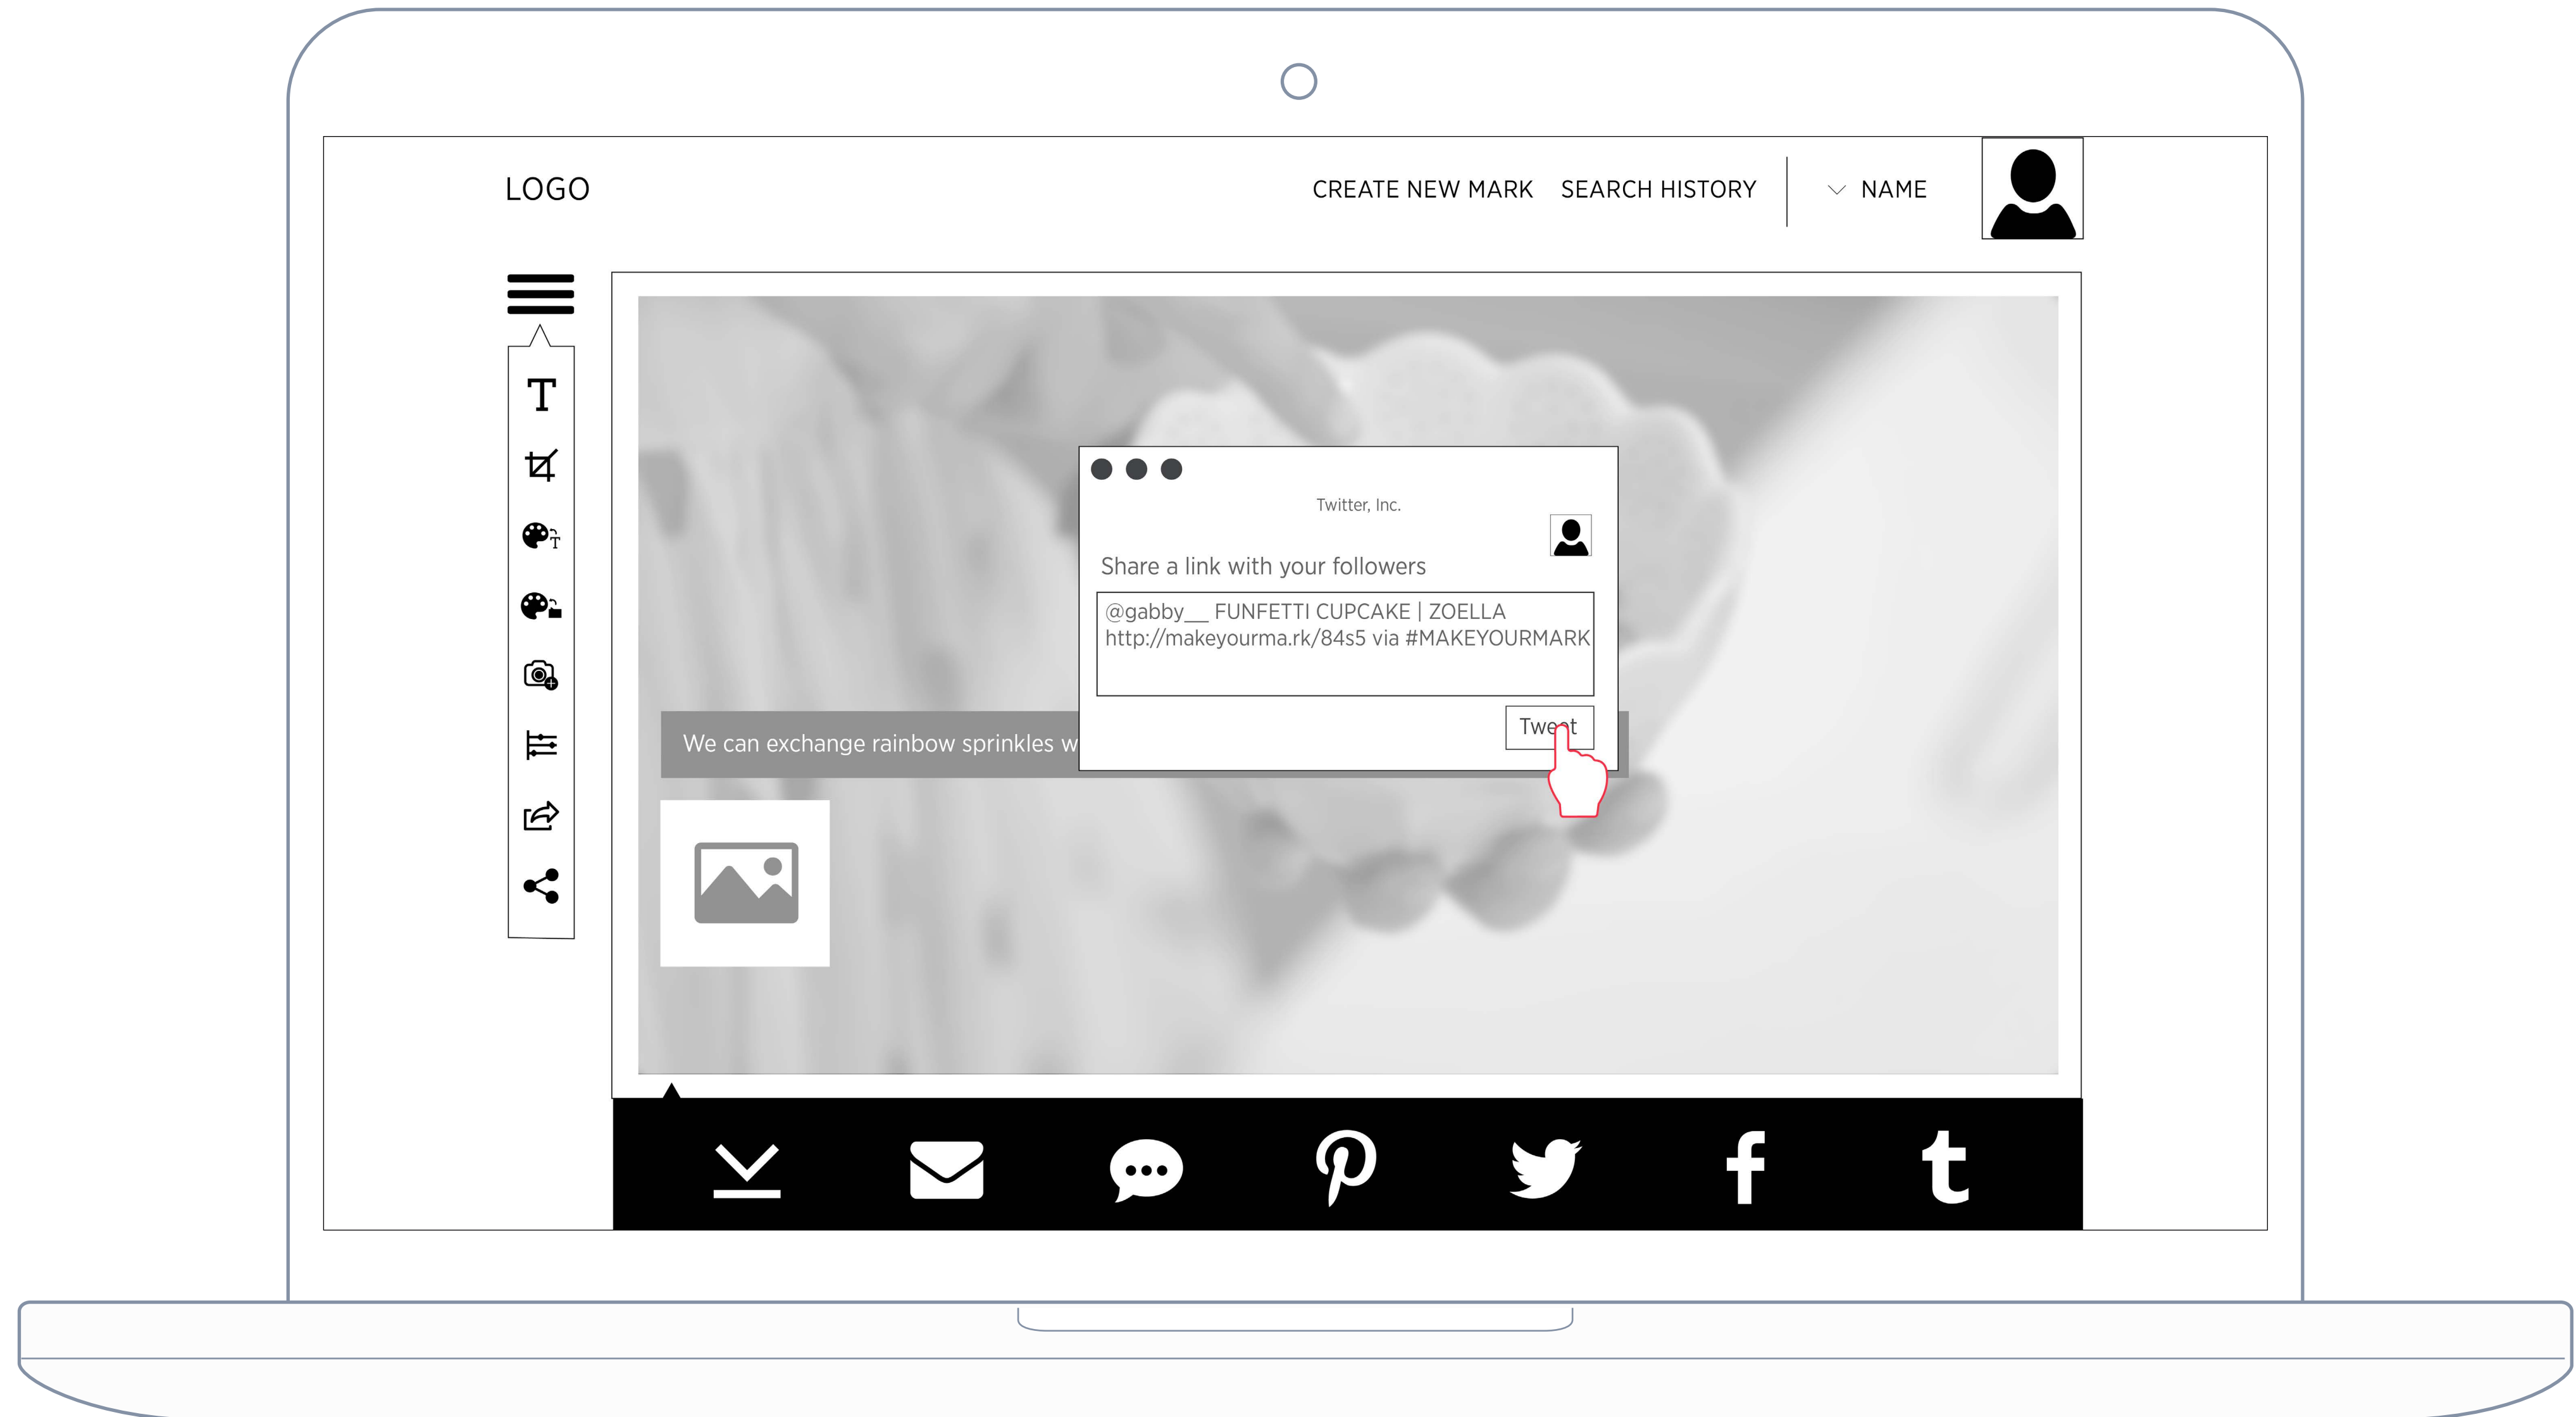 LOGO
CREATE NEW MARK SEARCH HISTORY NAME
Twitter, Inc.
Share a link with your followers
@gabby__ FUNFETTI CUPCAKE | ZOELLA
http://makeyourma.rk/84s5 via #MAKEYOURMARK
Tweet
We can exchange rainbow sprinkles w